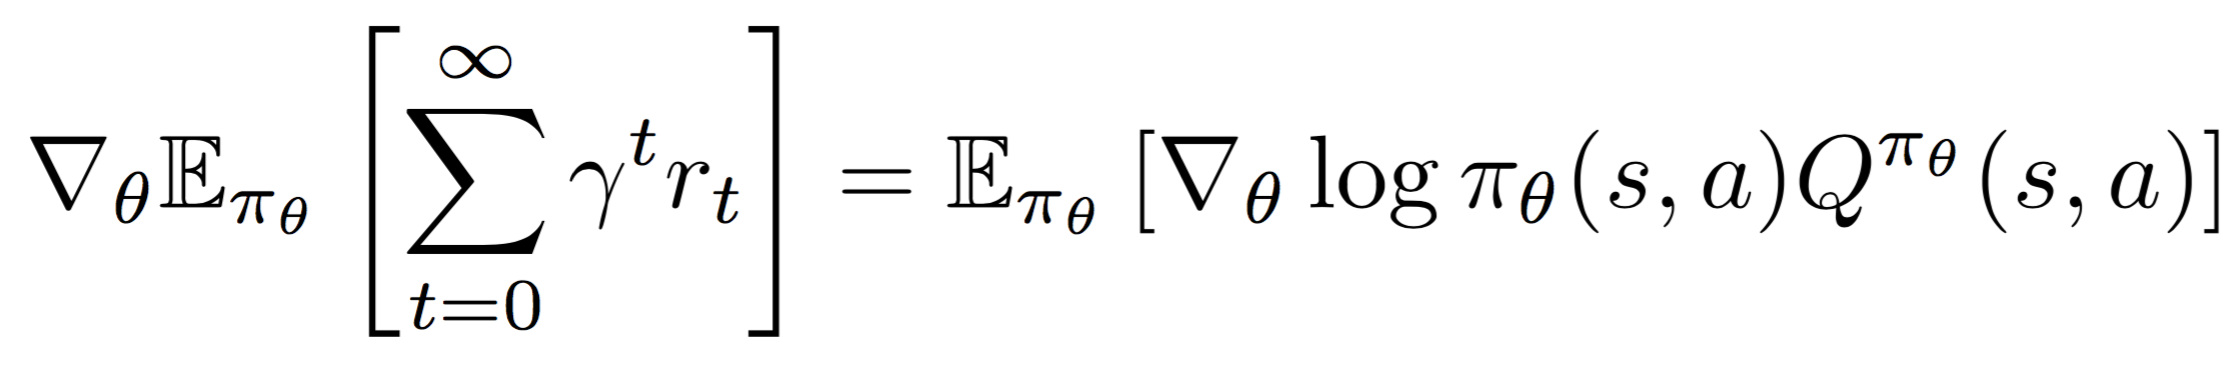 ∇_θ 𝔼_{π_θ} [ ∑_{t=0}^{∞} γ^t r_t ] = 𝔼_{π_θ} [∇_θ log π_θ(s, a)Q^{π_θ}(s, a)]